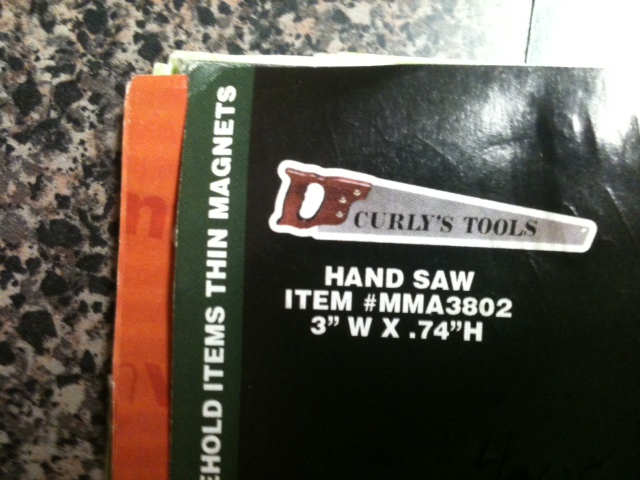 EHOLD ITEMS THIN MAGNETS
CURLY'S TOOLS
HAND SAW
ITEM #MMA3802
3" W X .74"H